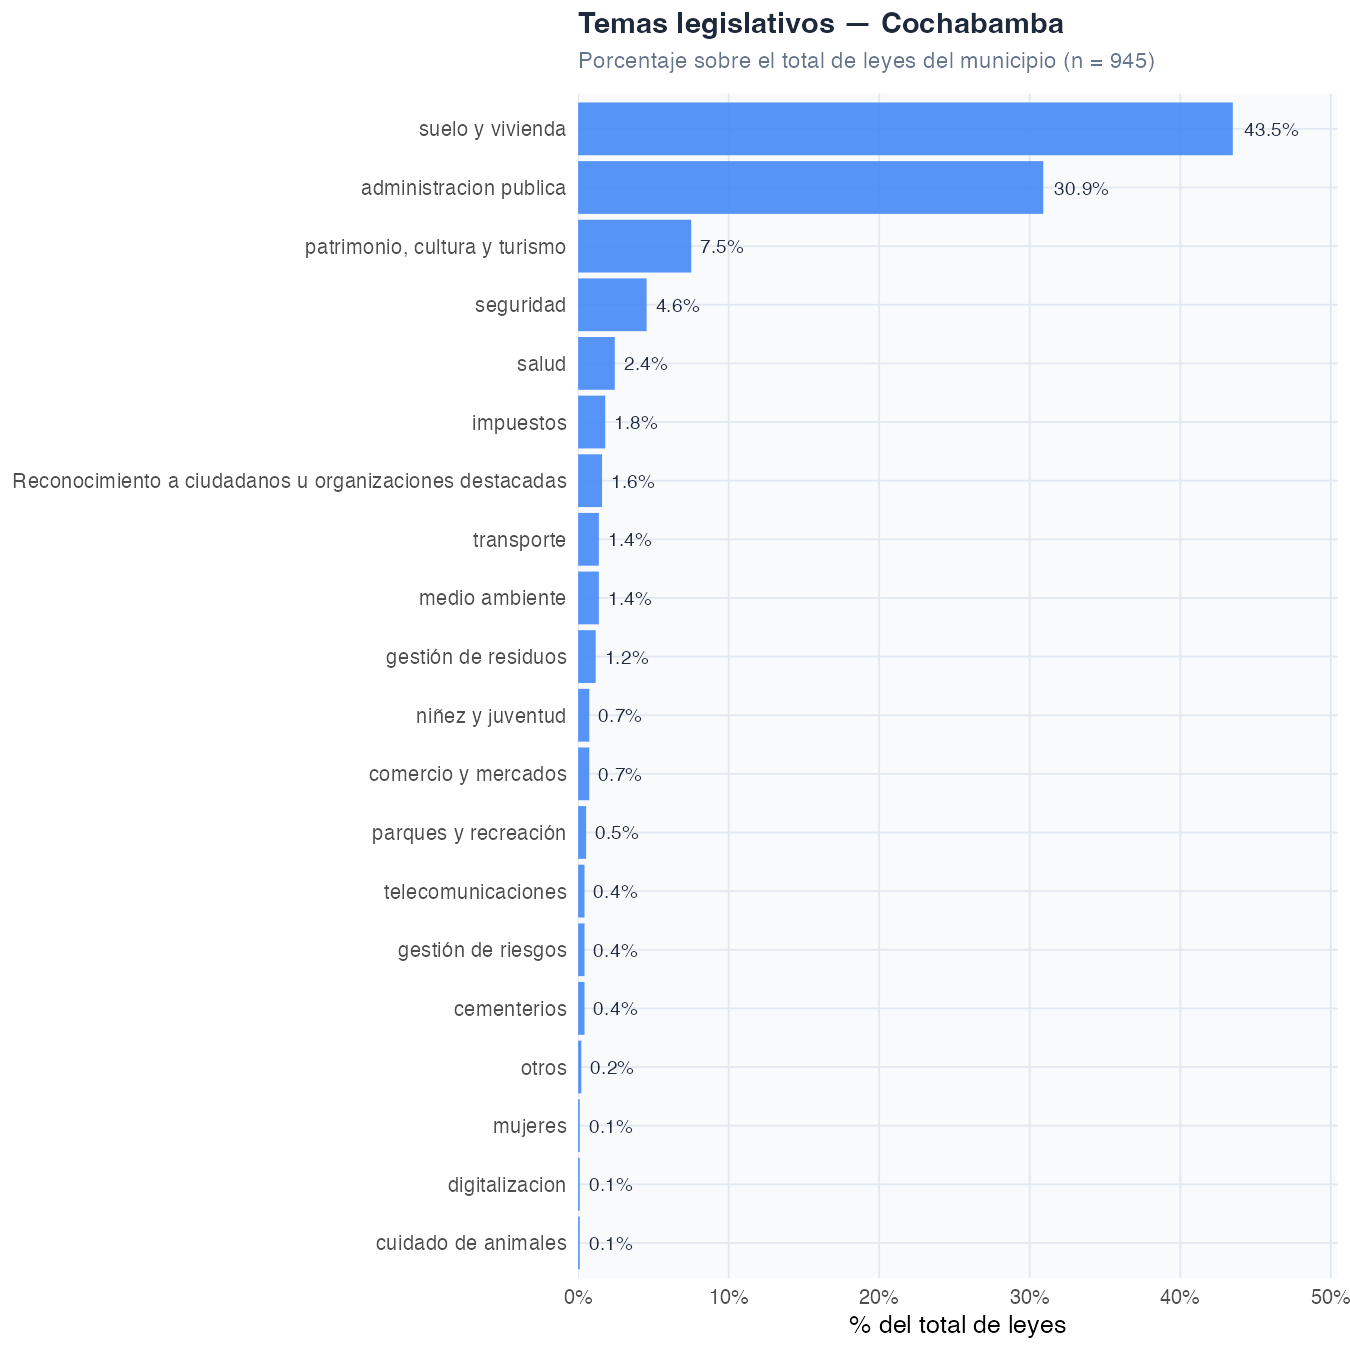 Temas legislativos — Cochabamba
Porcentaje sobre el total de leyes del municipio (n = 945)
suelo y vivienda 43.5%
administracion publica 30.9%
patrimonio, cultura y turismo 7.5%
seguridad 4.6%
salud 2.4%
impuestos 1.8%
Reconocimiento a ciudadanos u organizaciones destacadas 1.6%
transporte 1.4%
medio ambiente 1.4%
gestión de residuos 1.2%
niñez y juventud 0.7%
comercio y mercados 0.7%
parques y recreación 0.5%
telecomunicaciones 0.4%
gestión de riesgos 0.4%
cementerios 0.4%
otros 0.2%
mujeres 0.1%
digitalizacion 0.1%
cuidado de animales 0.1%
0% 10% 20% 30% 40% 50%
% del total de leyes